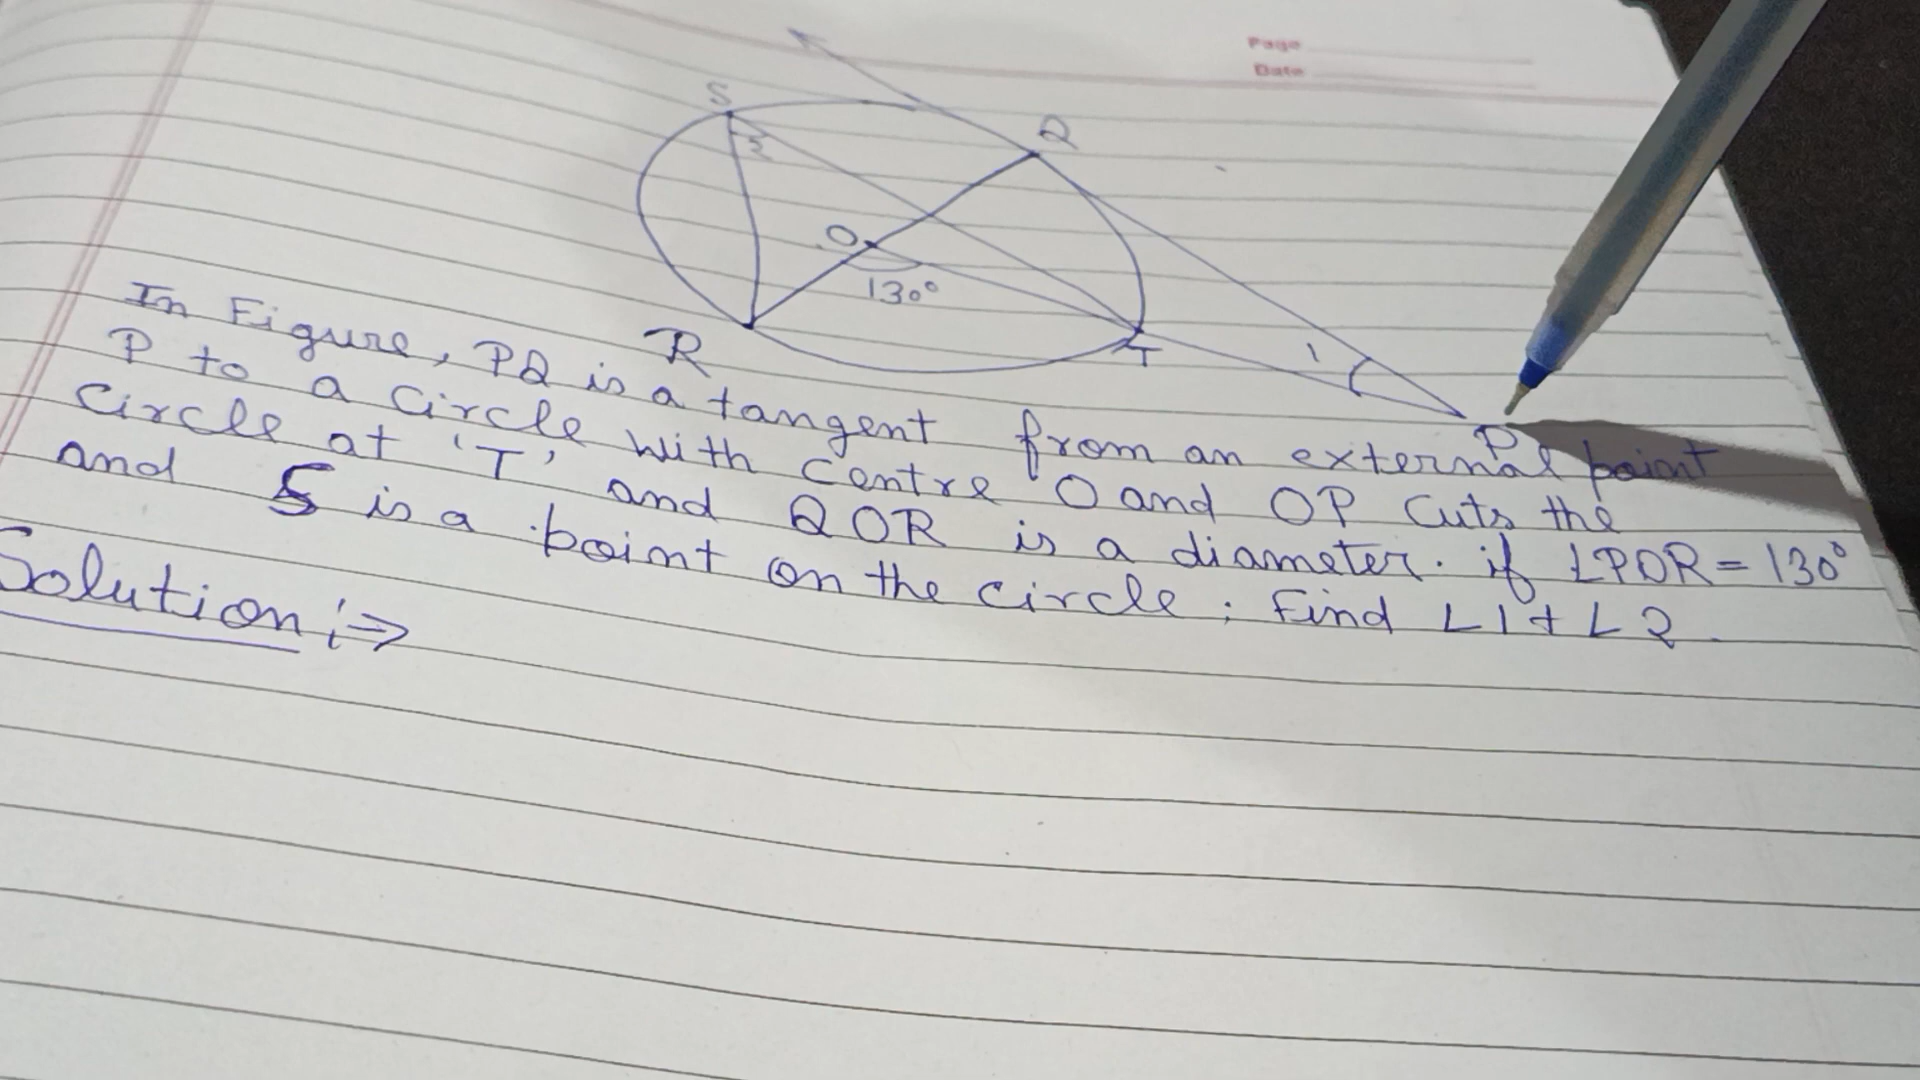 Page
Date
S
Q
2
O
130°
R
T
1
P
In Figure, PQ is a tangent from an external point
P to a circle with centre O and OP cuts the
circle at 'T' and QOR is a diameter. if ∠POR = 130°
and S is a point on the circle; Find ∠1+∠2.
Solution :⇒